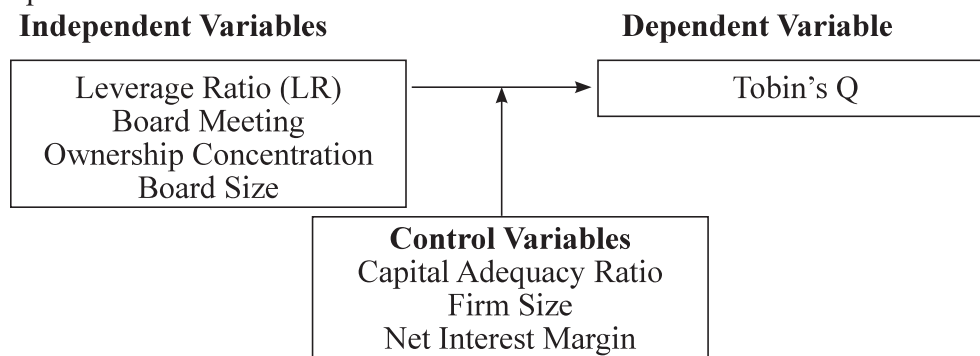 Independent Variables
Dependent Variable
Leverage Ratio (LR)
Board Meeting
Ownership Concentration
Board Size
Tobin’s Q
Control Variables
Capital Adequacy Ratio
Firm Size
Net Interest Margin